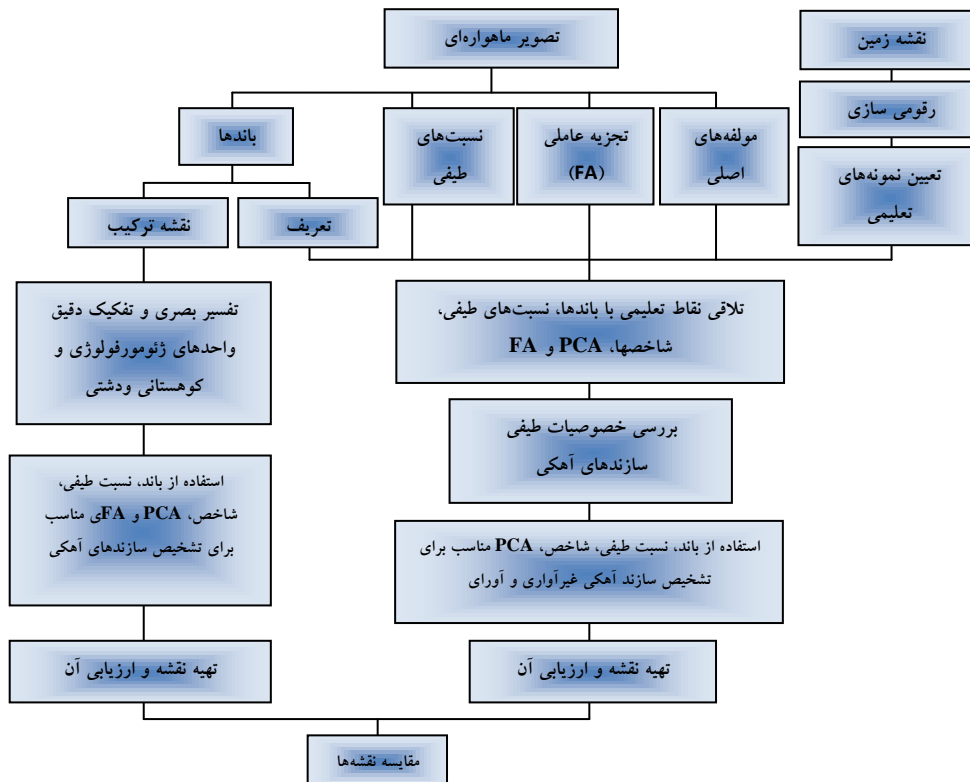 تصویر ماهواره‌ای
نقشه زمین
رقومی سازی
تعیین نمونه‌های
تعلیمی
مولفه‌های
اصلی
تجزیه عاملی
(FA)
نسبت‌های
طیفی
باندها
تعریف
نقشه ترکیب
تلاقی نقاط تعلیمی با باندها، نسبت‌های طیفی،
شاخصها، PCA و FA
تفسیر بصری و تفکیک دقیق
واحدهای ژئومورفولوژی و
کوهستانی ودشتی
بررسی خصوصیات طیفی
سازندهای آهکی
استفاده از باند، نسبت طیفی،
شاخص، PCA و FAی مناسب
برای تشخیص سازندهای آهکی
استفاده از باند، نسبت طیفی، شاخص، PCA مناسب برای
تشخیص سازند آهکی غیرآواری و آورای
تهیه نقشه و ارزیابی آن
تهیه نقشه و ارزیابی آن
مقایسه نقشه‌ها